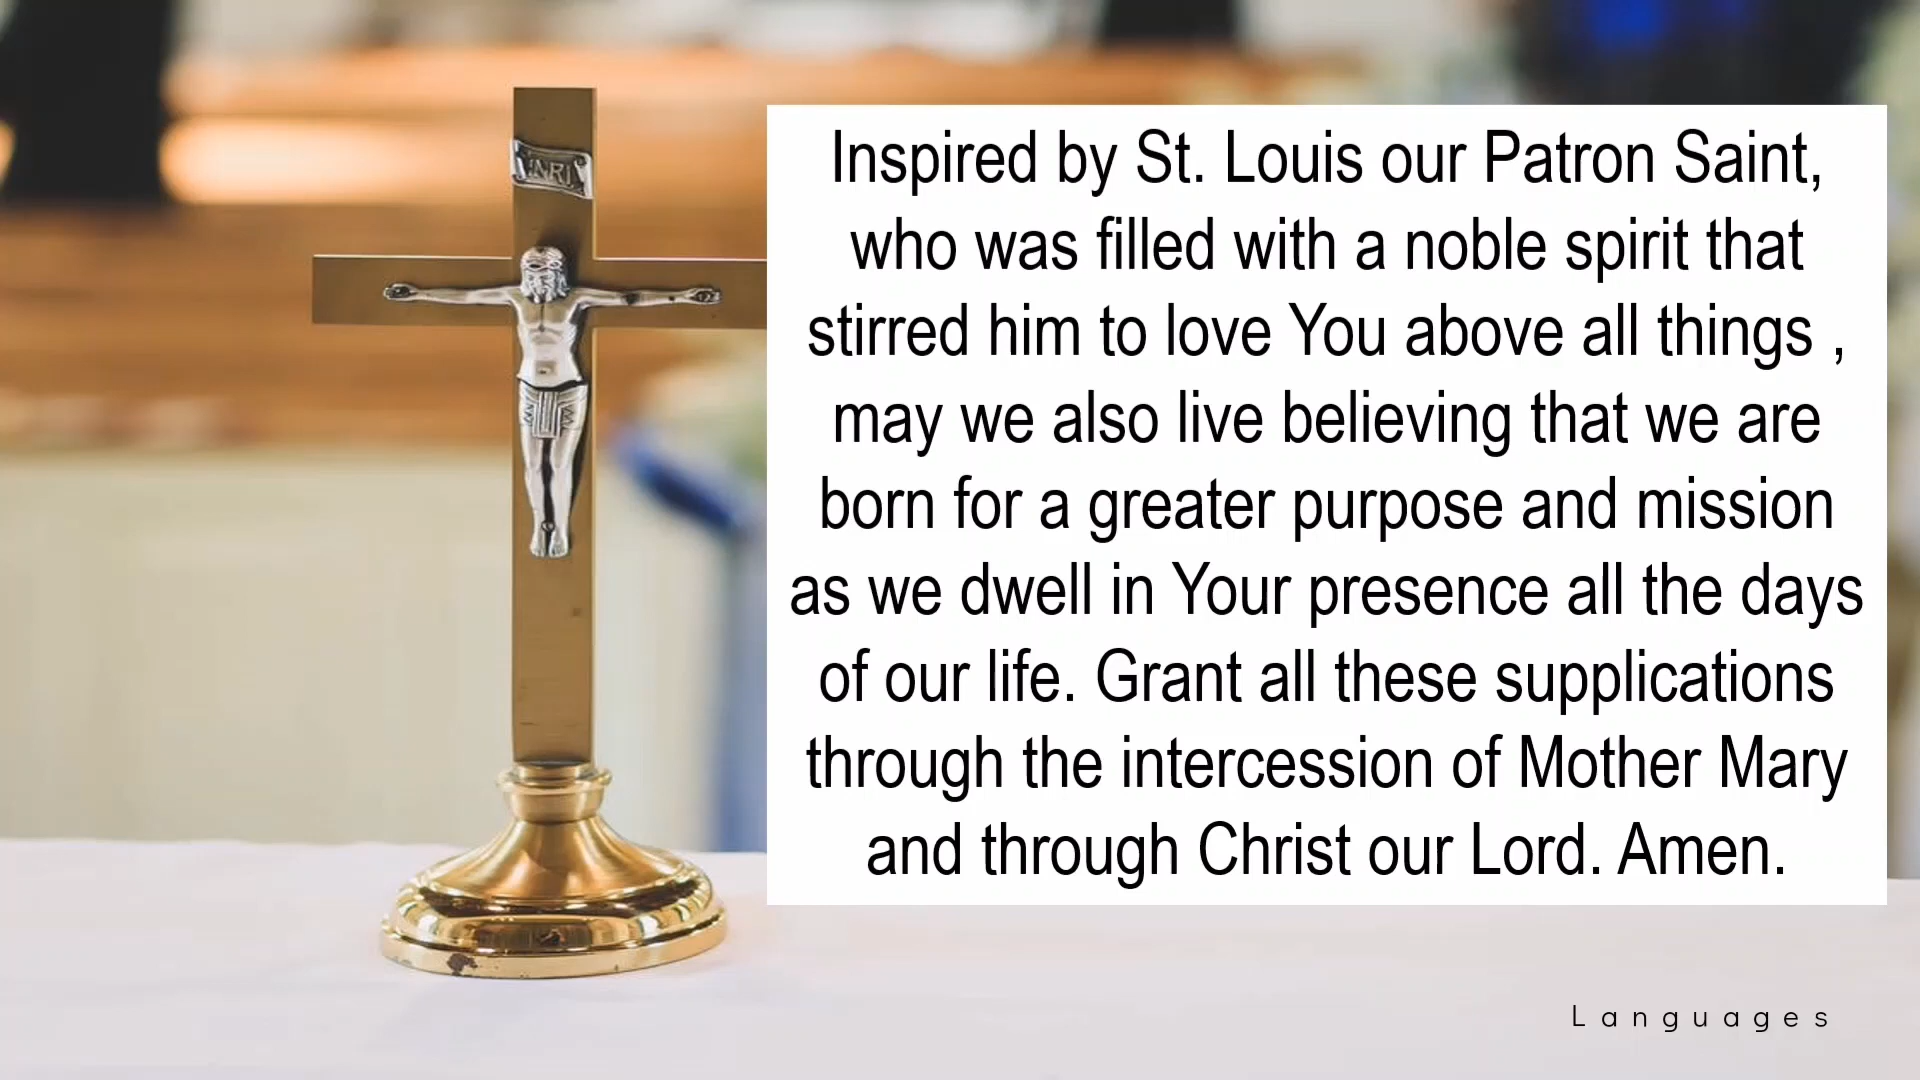 INRI
Inspired by St. Louis our Patron Saint,
who was filled with a noble spirit that
stirred him to love You above all things ,
may we also live believing that we are
born for a greater purpose and mission
as we dwell in Your presence all the days
of our life. Grant all these supplications
through the intercession of Mother Mary
and through Christ our Lord. Amen.
Languages